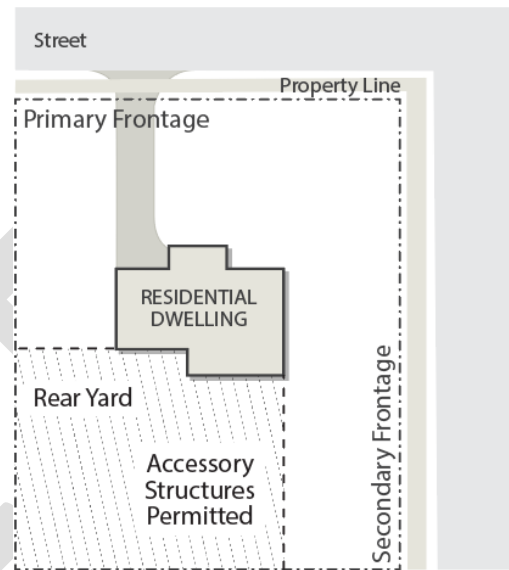 Street
Property Line
Primary Frontage
RESIDENTIAL
DWELLING
Rear Yard
Accessory
Structures
Permitted
Secondary Frontage